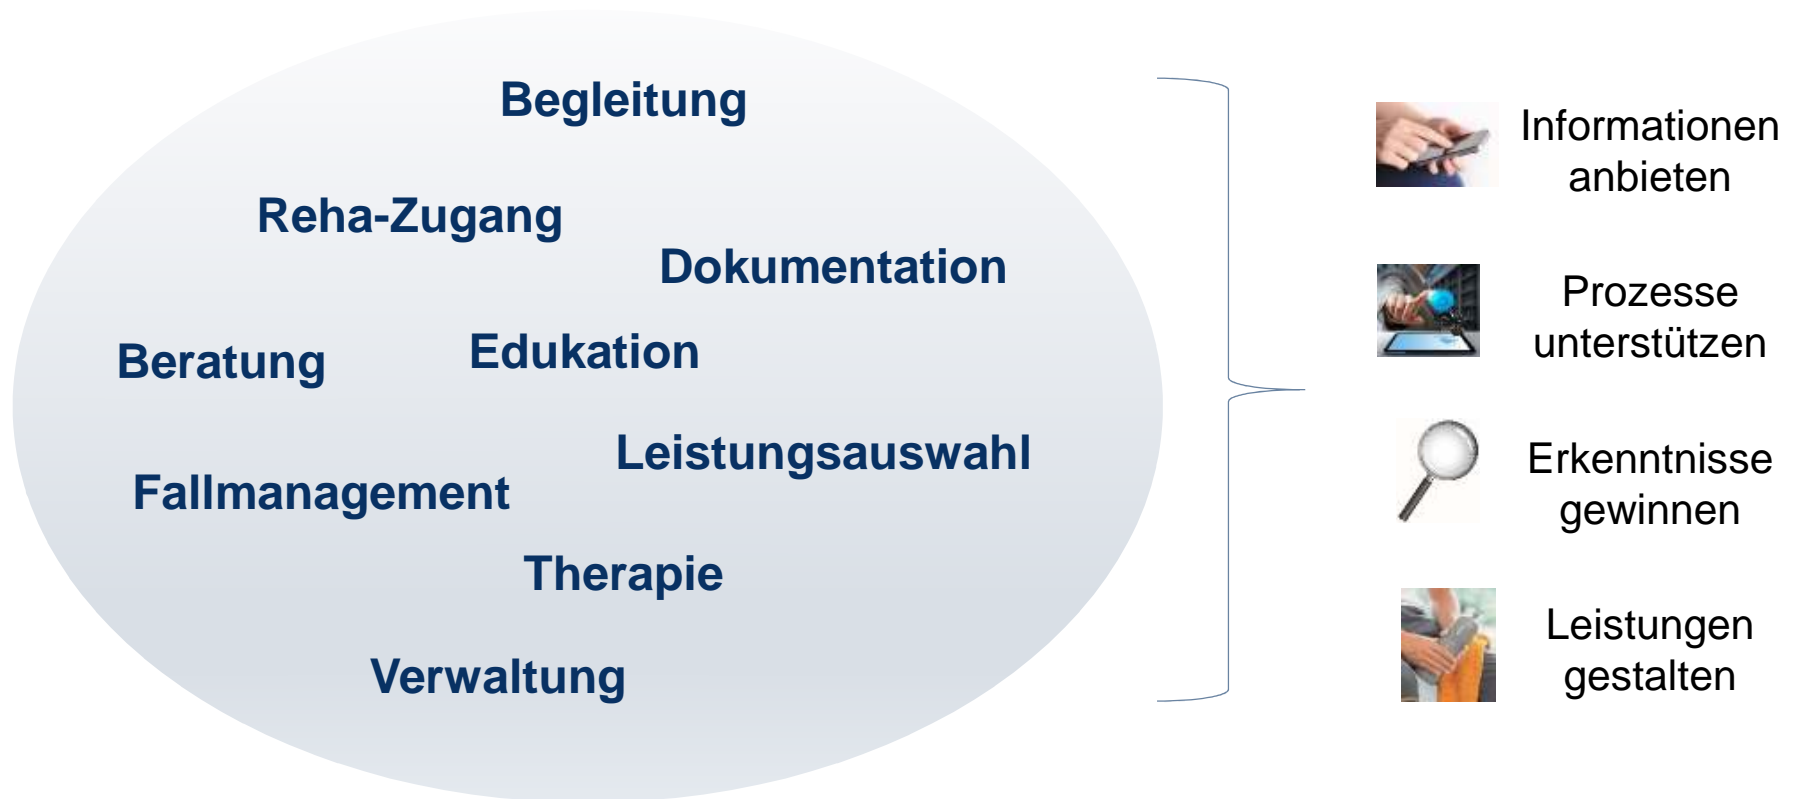 Begleitung
Reha-Zugang
Dokumentation
Beratung
Edukation
Leistungsauswahl
Fallmanagement
Therapie
Verwaltung
Informationen
anbieten
Prozesse
unterstützen
Erkenntnisse
gewinnen
Leistungen
gestalten